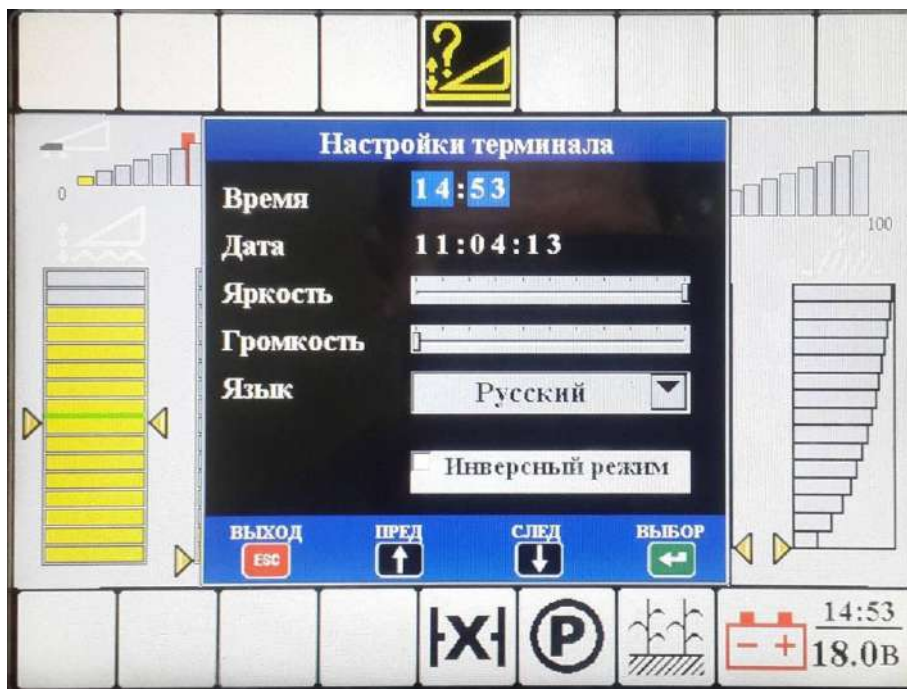 ?
Настройки терминала
Время 14:53
0
Дата 11:04:13
100
Яркость
Громкость
Язык Русский
Инверсный режим
ВЫХОД ПРЕД СЛЕД ВЫБОР
ESC
X P 14:53
- + 18.0В